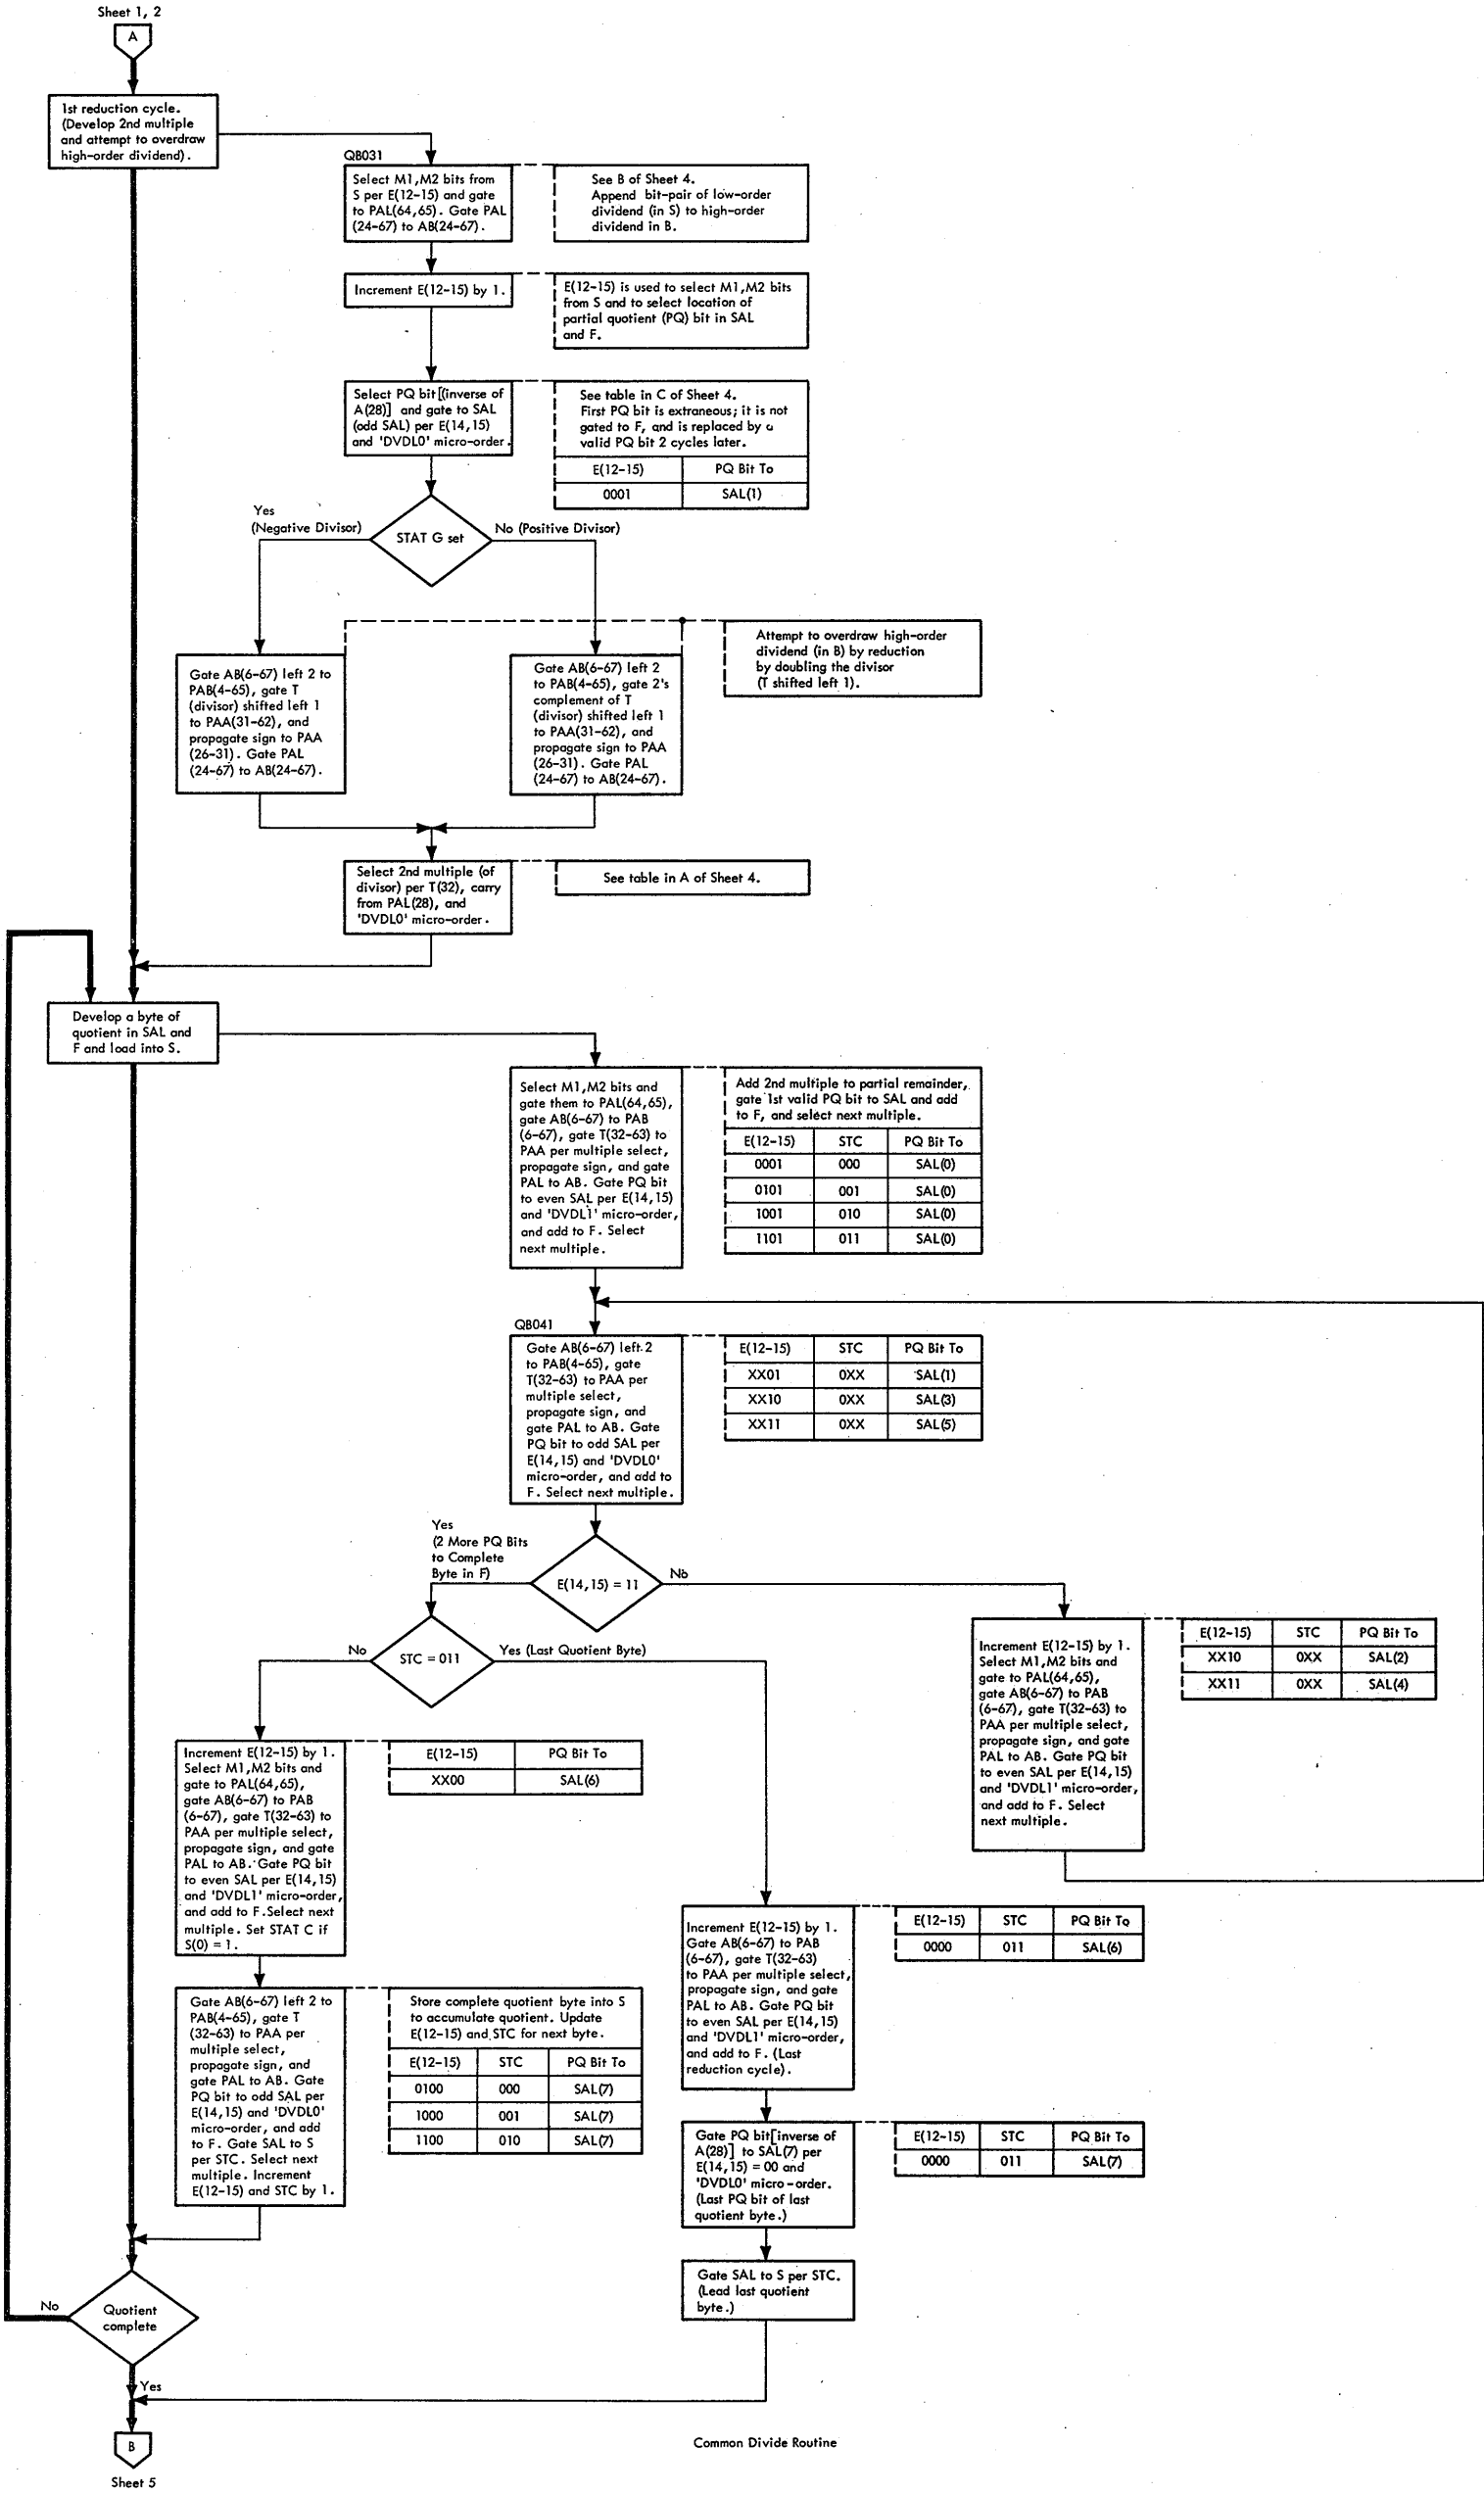 Sheet 1, 2
A
1st reduction cycle.
(Develop 2nd multiple
and attempt to overdraw
high-order dividend).
QB031
Select M1,M2 bits from
S per E(12-15) and gate
to PAL(64,65). Gate PAL
(24-67) to AB(24-67).
See B of Sheet 4.
Append bit-pair of low-order
dividend (in S) to high-order
dividend in B.
Increment E(12-15) by 1.
E(12-15) is used to select M1,M2 bits
from S and to select location of
partial quotient (PQ) bit in SAL
and F.
Select PQ bit[(inverse of
A(28)] and gate to SAL
(odd SAL) per E(14,15)
and 'DVDL0' micro-order.
See table in C of Sheet 4.
First PQ bit is extraneous; it is not
gated to F, and is replaced by a
valid PQ bit 2 cycles later.
E(12-15) PQ Bit To
0001 SAL(1)
Yes
(Negative Divisor)
STAT G set
No (Positive Divisor)
Attempt to overdraw high-order
dividend (in B) by reduction
by doubling the divisor
(T shifted left 1).
Gate AB(6-67) left 2 to
PAB(4-65), gate T
(divisor) shifted left 1
to PAA(31-62), and
propagate sign to PAA
(26-31). Gate PAL
(24-67) to AB(24-67).
Gate AB(6-67) left 2
to PAB(4-65), gate 2's
complement of T
(divisor) shifted left 1
to PAA(31-62), and
propagate sign to PAA
(26-31). Gate PAL
(24-67) to AB(24-67).
Select 2nd multiple (of
divisor) per T(32), carry
from PAL(28), and
'DVDL0' micro-order.
See table in A of Sheet 4.
Develop a byte of
quotient in SAL and
F and load into S.
Select M1,M2 bits and
gate them to PAL(64,65),
gate AB(6-67) to PAB
(6-67), gate T(32-63) to
PAA per multiple select,
propagate sign, and gate
PAL to AB. Gate PQ bit
to even SAL per E(14,15)
and 'DVDL1' micro-order,
and add to F. Select
next multiple.
Add 2nd multiple to partial remainder,
gate 1st valid PQ bit to SAL and add
to F, and select next multiple.
E(12-15) STC PQ Bit To
0001 000 SAL(0)
0101 001 SAL(0)
1001 010 SAL(0)
1101 011 SAL(0)
QB041
Gate AB(6-67) left 2
to PAB(4-65), gate
T(32-63) to PAA per
multiple select,
propagate sign, and
gate PAL to AB. Gate
PQ bit to odd SAL per
E(14,15) and 'DVDL0'
micro-order, and add to
F. Select next multiple.
E(12-15) STC PQ Bit To
XX01 0XX SAL(1)
XX10 0XX SAL(3)
XX11 0XX SAL(5)
Yes
(2 More PQ Bits
to Complete
Byte in F)
E(14,15) = 11
No
No
STC = 011
Yes (Last Quotient Byte)
Increment E(12-15) by 1.
Select M1,M2 bits and
gate to PAL(64,65),
gate AB(6-67) to PAB
(6-67), gate T(32-63) to
PAA per multiple select,
propagate sign, and gate
PAL to AB. Gate PQ bit
to even SAL per E(14,15)
and 'DVDL1' micro-order,
and add to F. Select
next multiple.
E(12-15) STC PQ Bit To
XX10 0XX SAL(2)
XX11 0XX SAL(4)
Increment E(12-15) by 1.
Select M1,M2 bits and
gate to PAL(64,65),
gate AB(6-67) to PAB
(6-67), gate T(32-63) to
PAA per multiple select,
propagate sign, and gate
PAL to AB. Gate PQ bit
to even SAL per E(14,15)
and 'DVDL1' micro-order,
and add to F.Select next
multiple. Set STAT C if
S(0) = 1.
E(12-15) PQ Bit To
XX00 SAL(6)
Increment E(12-15) by 1.
Gate AB(6-67) to PAB
(6-67), gate T(32-63)
to PAA per multiple select,
propagate sign, and gate
PAL to AB. Gate PQ bit
to even SAL per E(14,15)
and 'DVDL1' micro-order,
and add to F. (Last
reduction cycle).
E(12-15) STC PQ Bit To
0000 011 SAL(6)
Gate AB(6-67) left 2 to
PAB(4-65), gate T
(32-63) to PAA per
multiple select,
propagate sign, and
gate PAL to AB. Gate
PQ bit to odd SAL per
E(14,15) and 'DVDL0'
micro-order, and add
to F. Gate SAL to S
per STC. Select next
multiple. Increment
E(12-15) and STC by 1.
Store complete quotient byte into S
to accumulate quotient. Update
E(12-15) and STC for next byte.
E(12-15) STC PQ Bit To
0100 000 SAL(7)
1000 001 SAL(7)
1100 010 SAL(7)
Gate PQ bit[inverse of
A(28)] to SAL(7) per
E(14,15) = 00 and
'DVDL0' micro-order.
(Last PQ bit of last
quotient byte.)
E(12-15) STC PQ Bit To
0000 011 SAL(7)
Gate SAL to S per STC.
(Lead last quotient
byte.)
No
Quotient
complete
Yes
B
Sheet 5
Common Divide Routine